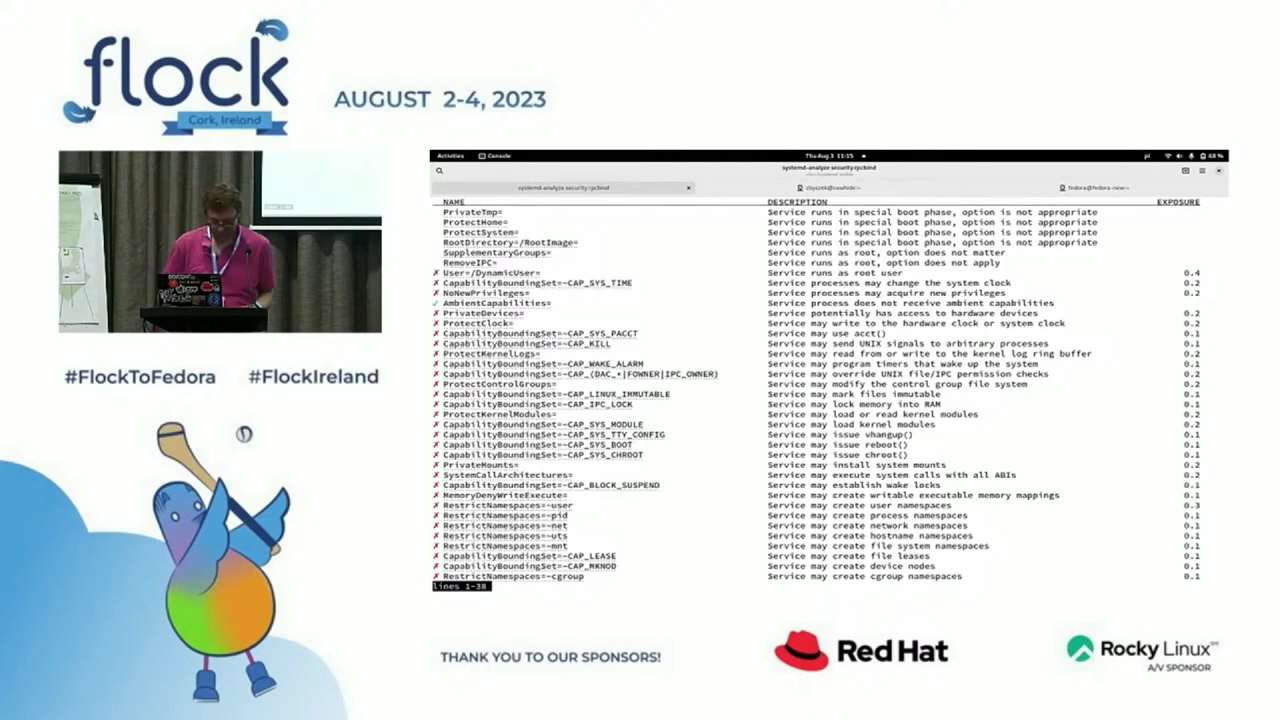 flock
Cork, Ireland
AUGUST 2-4, 2023
Activities Console Thu Aug 3 11:15 pl 68 %
systemd-analyze security rpcbind
systemd-analyze security rpcbind × zbyszek@rawhide:~ fedora@fedora-new:~
NAME DESCRIPTION EXPOSURE
PrivateTmp= Service runs in special boot phase, option is not appropriate
ProtectHome= Service runs in special boot phase, option is not appropriate
ProtectSystem= Service runs in special boot phase, option is not appropriate
RootDirectory=/RootImage= Service runs in special boot phase, option is not appropriate
SupplementaryGroups= Service runs as root, option does not matter
RemoveIPC= Service runs as root, option does not apply
✗ User=/DynamicUser= Service runs as root user 0.4
✗ CapabilityBoundingSet=~CAP_SYS_TIME Service processes may change the system clock 0.2
✗ NoNewPrivileges= Service processes may acquire new privileges 0.2
✓ AmbientCapabilities= Service process does not receive ambient capabilities
✗ PrivateDevices= Service potentially has access to hardware devices 0.2
✗ ProtectClock= Service may write to the hardware clock or system clock 0.2
✗ CapabilityBoundingSet=~CAP_SYS_PACCT Service may use acct() 0.1
✗ CapabilityBoundingSet=~CAP_KILL Service may send UNIX signals to arbitrary processes 0.1
✗ ProtectKernelLogs= Service may read from or write to the kernel log ring buffer 0.2
✗ CapabilityBoundingSet=~CAP_WAKE_ALARM Service may program timers that wake up the system 0.1
✗ CapabilityBoundingSet=~CAP_(DAC_*|FOWNER|IPC_OWNER) Service may override UNIX file/IPC permission checks 0.2
✗ ProtectControlGroups= Service may modify the control group file system 0.2
✗ CapabilityBoundingSet=~CAP_LINUX_IMMUTABLE Service may mark files immutable 0.1
✗ CapabilityBoundingSet=~CAP_IPC_LOCK Service may lock memory into RAM 0.1
✗ ProtectKernelModules= Service may load or read kernel modules 0.2
✗ CapabilityBoundingSet=~CAP_SYS_MODULE Service may load kernel modules 0.2
✗ CapabilityBoundingSet=~CAP_SYS_TTY_CONFIG Service may issue vhangup() 0.1
✗ CapabilityBoundingSet=~CAP_SYS_BOOT Service may issue reboot() 0.1
✗ CapabilityBoundingSet=~CAP_SYS_CHROOT Service may issue chroot() 0.1
✗ PrivateMounts= Service may install system mounts 0.2
✗ SystemCallArchitectures= Service may execute system calls with all ABIs 0.2
✗ CapabilityBoundingSet=~CAP_BLOCK_SUSPEND Service may establish wake locks 0.1
✗ MemoryDenyWriteExecute= Service may create writable executable memory mappings 0.1
✗ RestrictNamespaces=~user Service may create user namespaces 0.3
✗ RestrictNamespaces=~pid Service may create process namespaces 0.1
✗ RestrictNamespaces=~net Service may create network namespaces 0.1
✗ RestrictNamespaces=~uts Service may create hostname namespaces 0.1
✗ RestrictNamespaces=~mnt Service may create file system namespaces 0.1
✗ CapabilityBoundingSet=~CAP_LEASE Service may create file leases 0.1
✗ CapabilityBoundingSet=~CAP_MKNOD Service may create device nodes 0.1
✗ RestrictNamespaces=~cgroup Service may create cgroup namespaces 0.1
lines 1-38
#FlockToFedora #FlockIreland
THANK YOU TO OUR SPONSORS!
Red Hat
Rocky Linux™
A/V SPONSOR